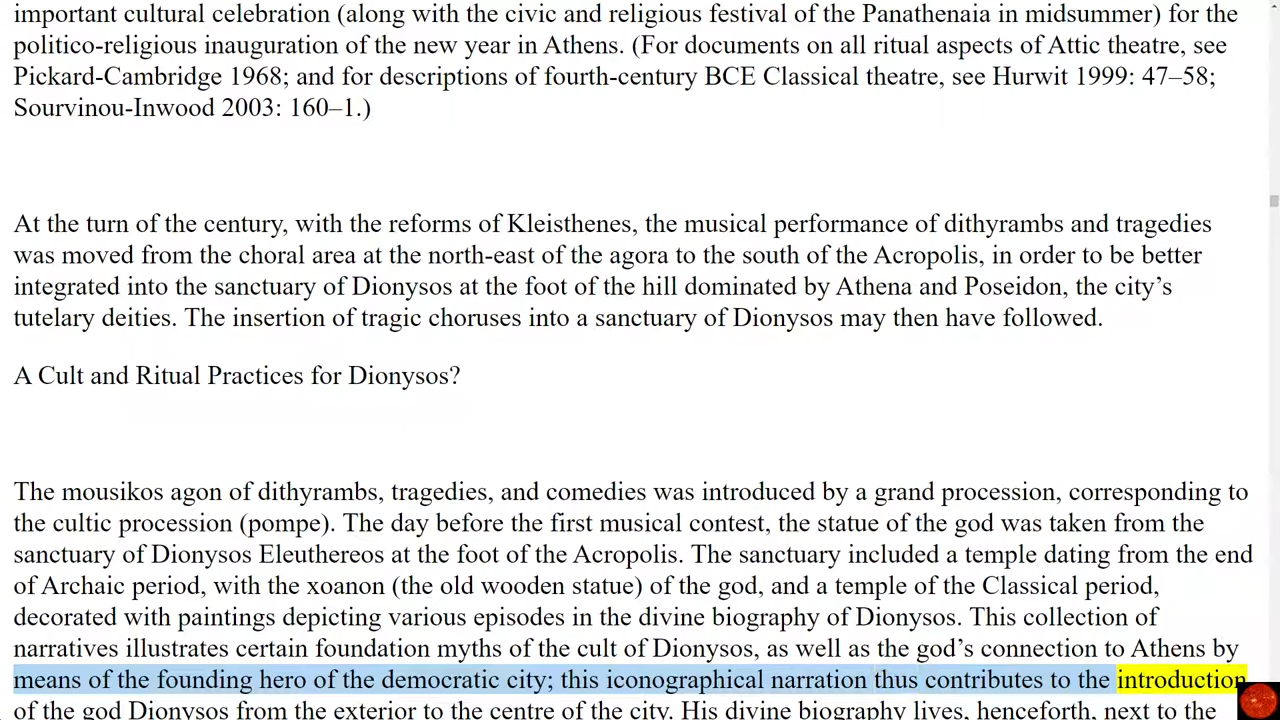 important cultural celebration (along with the civic and religious festival of the Panathenaia in midsummer) for the
politico-religious inauguration of the new year in Athens. (For documents on all ritual aspects of Attic theatre, see
Pickard-Cambridge 1968; and for descriptions of fourth-century BCE Classical theatre, see Hurwit 1999: 47–58;
Sourvinou-Inwood 2003: 160–1.)
At the turn of the century, with the reforms of Kleisthenes, the musical performance of dithyrambs and tragedies
was moved from the choral area at the north-east of the agora to the south of the Acropolis, in order to be better
integrated into the sanctuary of Dionysos at the foot of the hill dominated by Athena and Poseidon, the city’s
tutelary deities. The insertion of tragic choruses into a sanctuary of Dionysos may then have followed.
A Cult and Ritual Practices for Dionysos?
The mousikos agon of dithyrambs, tragedies, and comedies was introduced by a grand procession, corresponding to
the cultic procession (pompe). The day before the first musical contest, the statue of the god was taken from the
sanctuary of Dionysos Eleuthereos at the foot of the Acropolis. The sanctuary included a temple dating from the end
of Archaic period, with the xoanon (the old wooden statue) of the god, and a temple of the Classical period,
decorated with paintings depicting various episodes in the divine biography of Dionysos. This collection of
narratives illustrates certain foundation myths of the cult of Dionysos, as well as the god’s connection to Athens by
means of the founding hero of the democratic city; this iconographical narration thus contributes to the introduction
of the god Dionysos from the exterior to the centre of the city. His divine biography lives, henceforth, next to the